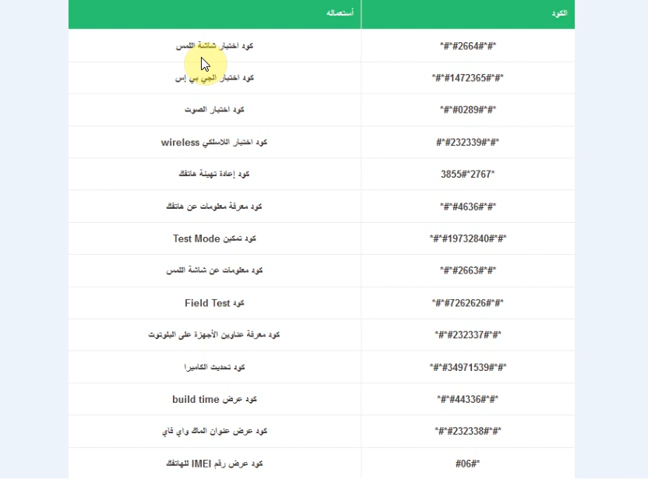 الكود أستعماله
*#*#2664#*#* كود اختبار شاشة اللمس
*#*#1472365#*#* كود اختبار الجي بي إس
*#*#0289#*#* كود اختبار الصوت
#*#232339#*#* كود اختبار اللاسلكي wireless
3855#*2767* كود إعادة تهيئة هاتفك
*#*#4636#*#* كود معرفة معلومات عن هاتفك
*#*#19732840#*#* كود تمكين Test Mode
*#*#2663#*#* كود معلومات عن شاشة اللمس
*#*#7262626#*#* كود Field Test
*#*#232337#*#* كود معرفة عناوين الأجهزة على البلوتوث
*#*#34971539#*#* كود تحديث الكاميرا
*#*#44336#*#* كود عرض build time
*#*#232338#*#* كود عرض عنوان الماك واي فاي
#06#* كود عرض رقم IMEI للهاتفك